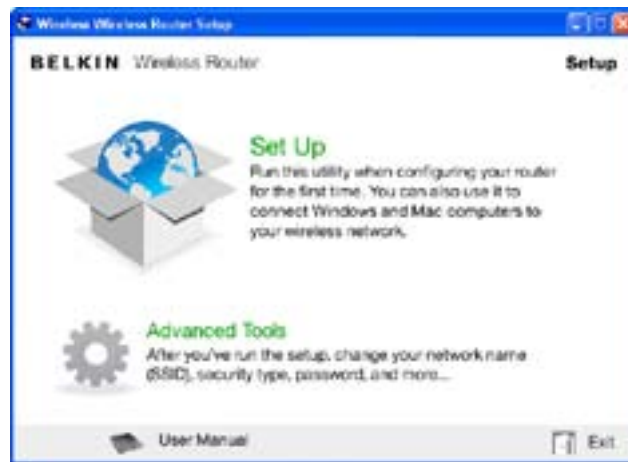 Wireless Wireless Router Setup
BELKIN Wireless Router
Setup
Set Up
Run this utility when configuring your router
for the first time. You can also use it to
connect Windows and Mac computers to
your wireless network.
Advanced Tools
After you've run the setup, change your network name
(SSID), security type, password, and more...
User Manual
Exit